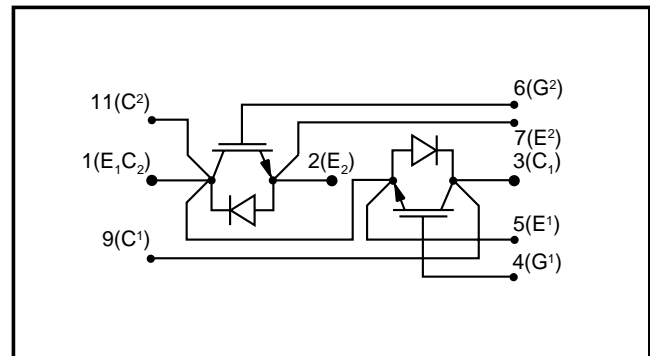 11(C²)
6(G²)
7(E²)
1(E₁C₂)
2(E₂)
3(C₁)
9(C¹)
5(E¹)
4(G¹)